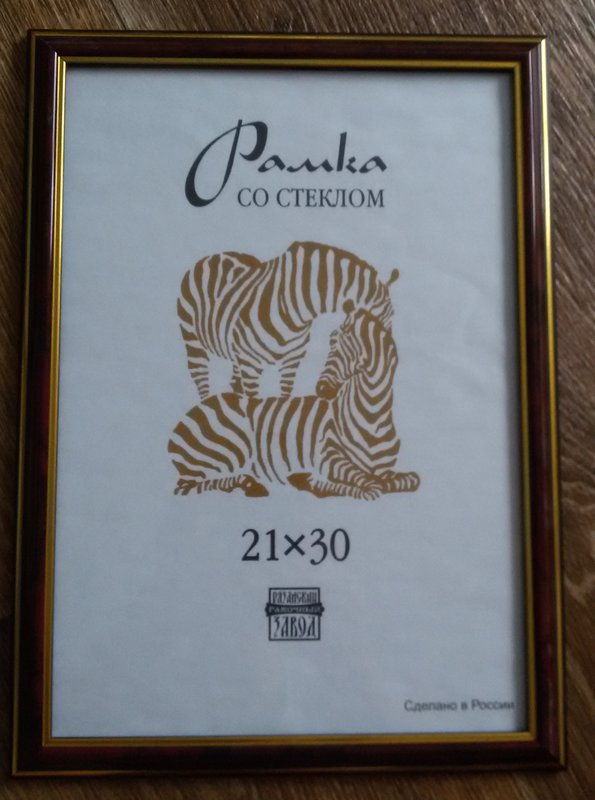 Рамка
СО СТЕКЛОМ
21×30
РЯЗАНСКИЙ
РАМОЧНЫЙ
ЗАВОД
Сделано в России